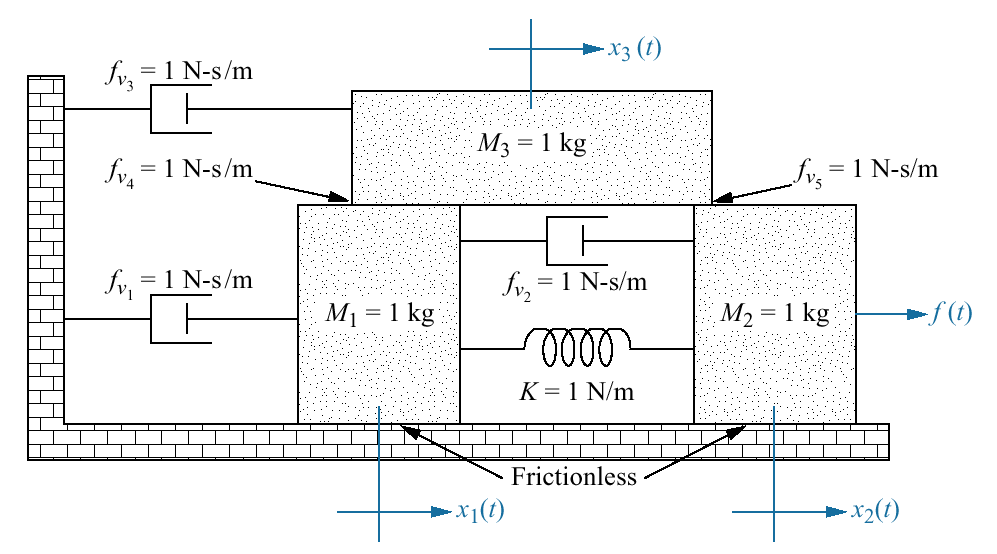 x₃(t)
fᵥ₃ = 1 N-s/m
M₃ = 1 kg
fᵥ₄ = 1 N-s/m
fᵥ₅ = 1 N-s/m
fᵥ₁ = 1 N-s/m
fᵥ₂ = 1 N-s/m
M₁ = 1 kg
M₂ = 1 kg
f(t)
K = 1 N/m
Frictionless
x₁(t)
x₂(t)